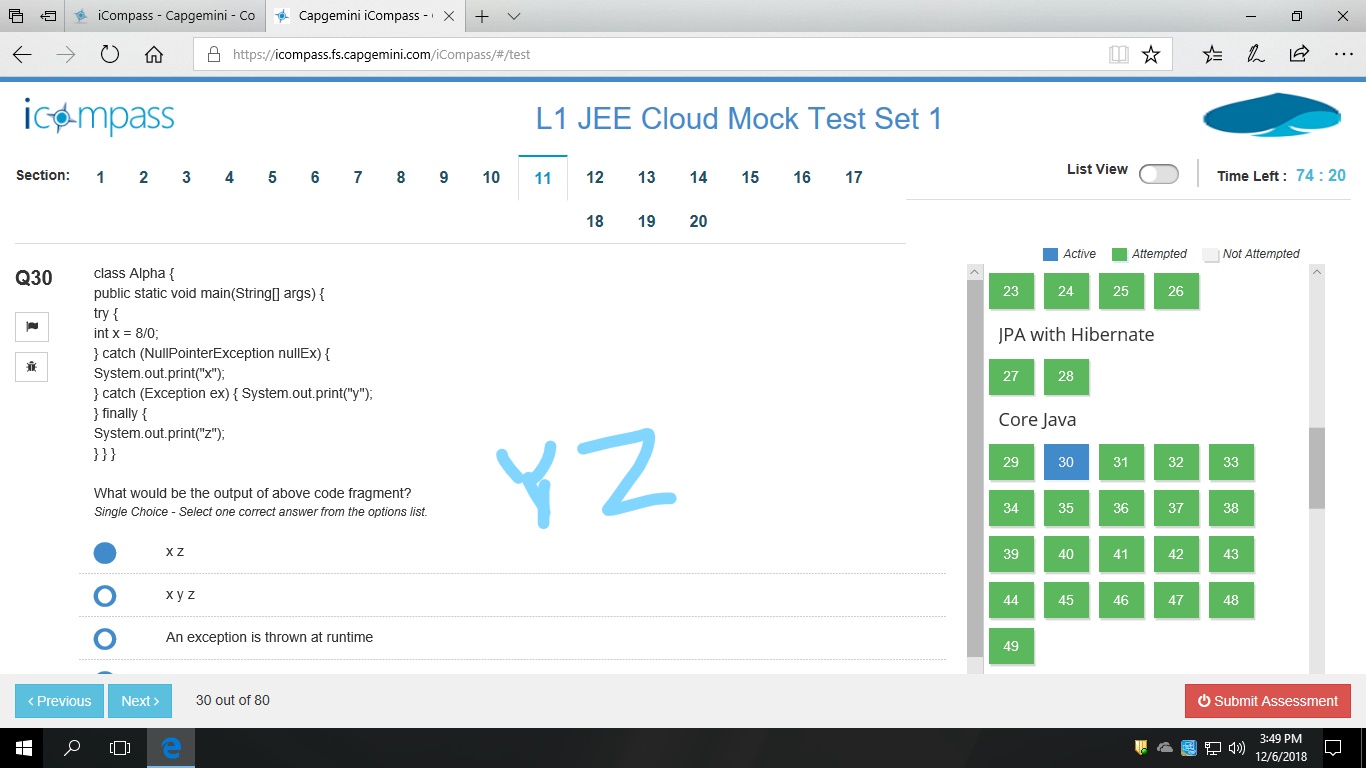 iCompass - Capgemini - Co
Capgemini iCompass -
https://icompass.fs.capgemini.com/iCompass/#/test
icompass
L1 JEE Cloud Mock Test Set 1
Section: 1 2 3 4 5 6 7 8 9 10 11 12 13 14 15 16 17
18 19 20
List View
Time Left : 74 : 20
Active Attempted Not Attempted
Q30
class Alpha {
public static void main(String[] args) {
try {
int x = 8/0;
} catch (NullPointerException nullEx) {
System.out.print("x");
} catch (Exception ex) { System.out.print("y");
} finally {
System.out.print("z");
} } }
YZ
What would be the output of above code fragment?
Single Choice - Select one correct answer from the options list.
x z
x y z
An exception is thrown at runtime
23 24 25 26
JPA with Hibernate
27 28
Core Java
29 30 31 32 33
34 35 36 37 38
39 40 41 42 43
44 45 46 47 48
49
‹ Previous Next › 30 out of 80
Submit Assessment
3:49 PM
12/6/2018